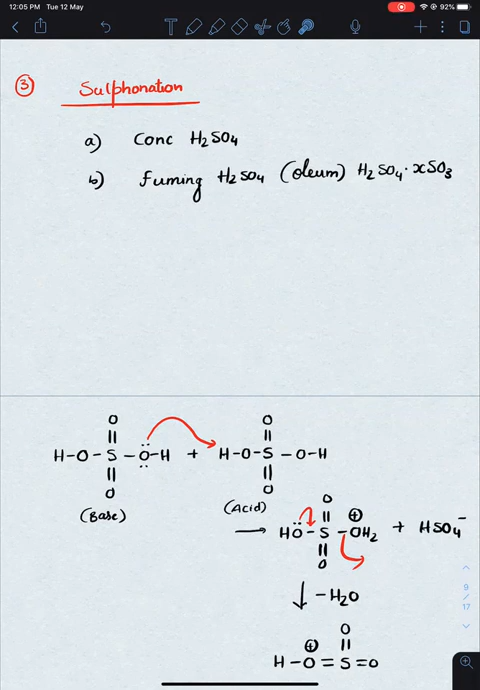 12:05 PM Tue 12 May 92%
③ Sulphonation
a) Conc H₂SO₄
b) fuming H₂SO₄ (oleum) H₂SO₄·xSO₃
O O
|| ||
H-O-S-Ö-H + H-O-S-O-H
|| ||
O O
(Base) (Acid)
O ⊕
||
→ HÖ-S-OH₂ + HSO₄⁻
||
O
↓ -H₂O
O
⊕ ||
H-O=S=O
9
/
17